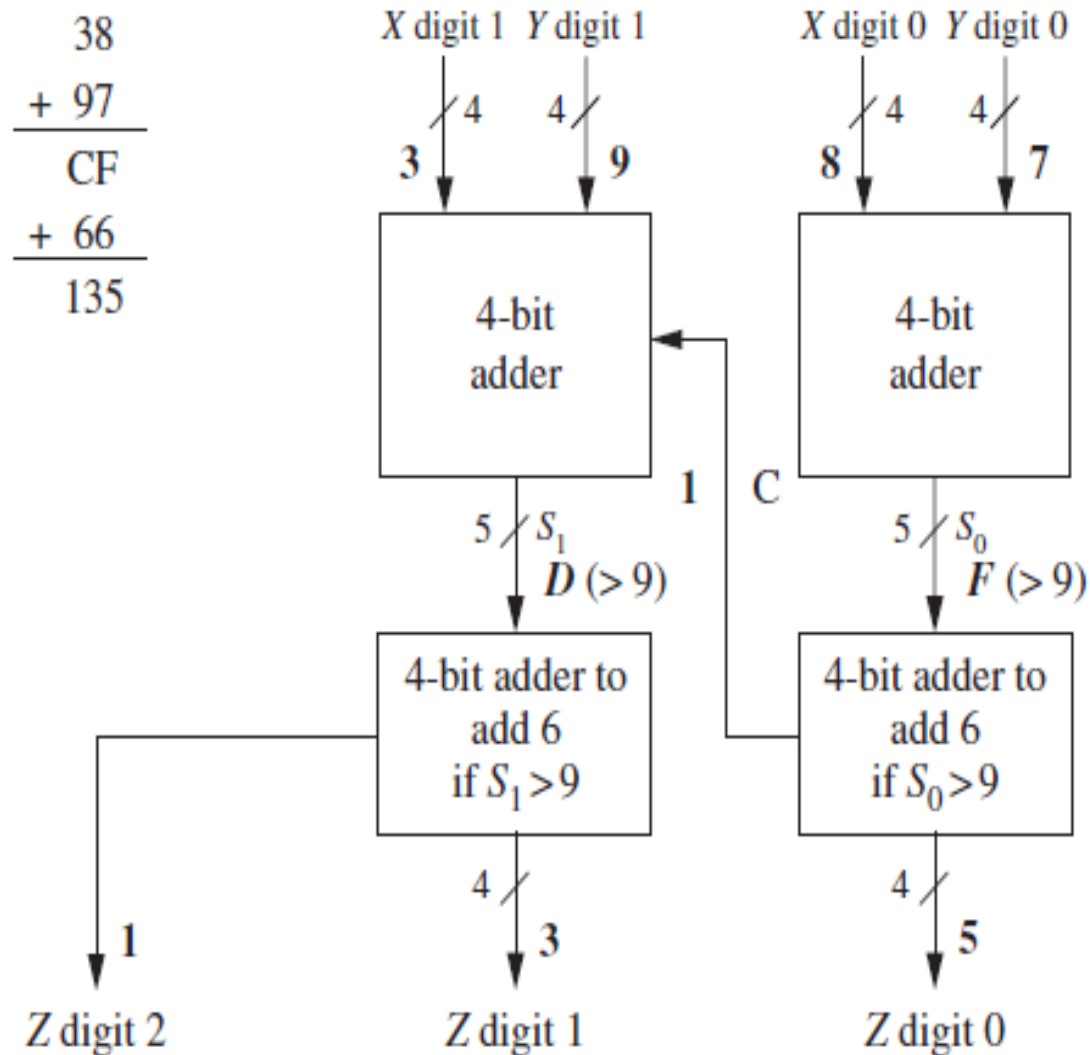 38
+ 97
CF
+ 66
135
X digit 1 Y digit 1 X digit 0 Y digit 0
4 4 4 4
3 9 8 7
4-bit
adder
4-bit
adder
1 C
5 S₁
D (> 9)
5 S₀
F (> 9)
4-bit adder to
add 6
if S₁ > 9
4-bit adder to
add 6
if S₀ > 9
4 4
1 3 5
Z digit 2 Z digit 1 Z digit 0